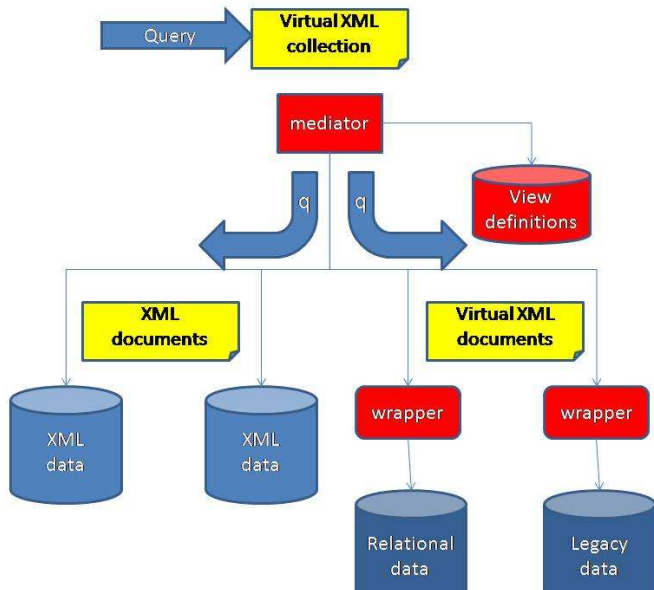 Query
Virtual XML
collection
mediator
View
definitions
q
q
XML
documents
Virtual XML
documents
XML
data
XML
data
wrapper
wrapper
Relational
data
Legacy
data